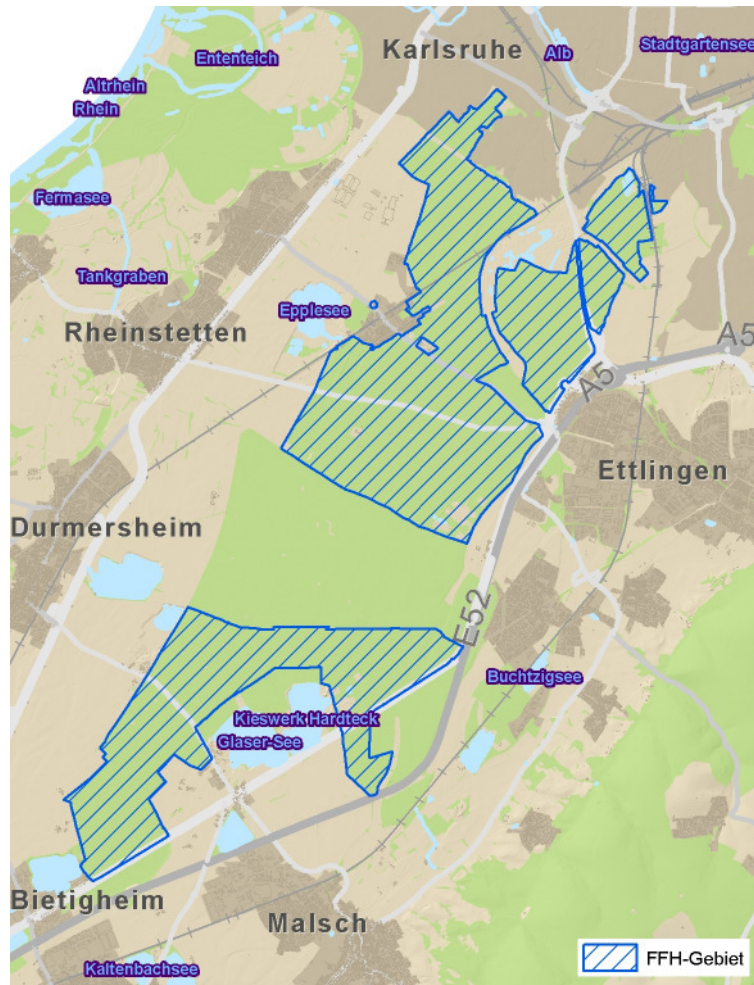 Karlsruhe
Ententeich
Alb
Stadtgartensee
Altrhein
Rhein
Fermasee
Tankgraben
Epplesee
Rheinstetten
A5
A5
Ettlingen
Durmersheim
E52
Buchtzigsee
Kieswerk Hardteck
Glaser-See
Bietigheim
Malsch
Kaltenbachsee
FFH-Gebiet